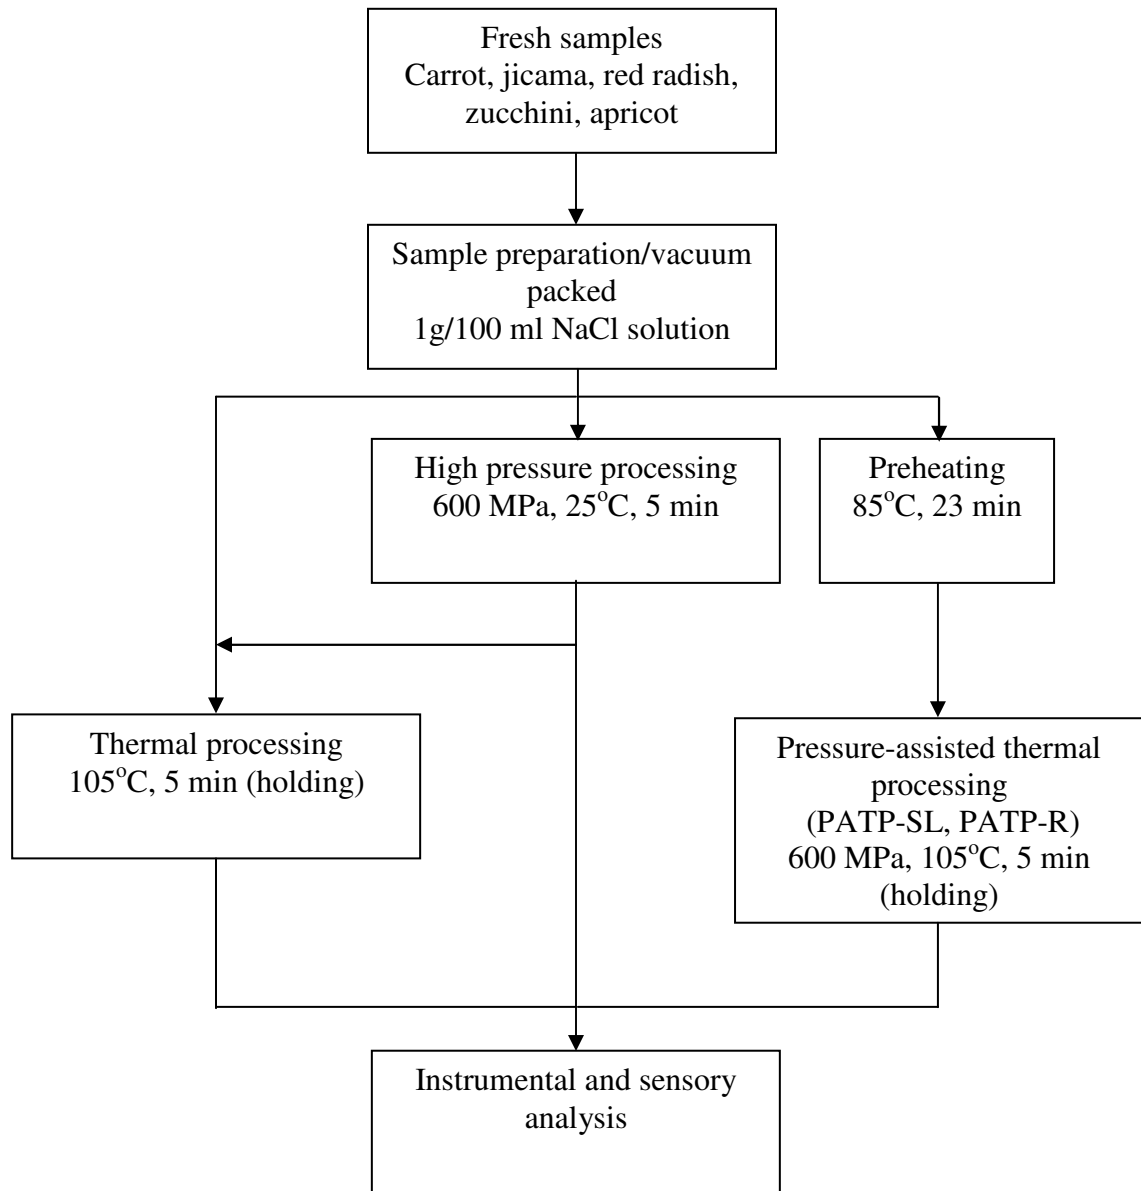 Fresh samples
Carrot, jicama, red radish,
zucchini, apricot
Sample preparation/vacuum
packed
1g/100 ml NaCl solution
High pressure processing
600 MPa, 25°C, 5 min
Preheating
85°C, 23 min
Thermal processing
105°C, 5 min (holding)
Pressure-assisted thermal
processing
(PATP-SL, PATP-R)
600 MPa, 105°C, 5 min
(holding)
Instrumental and sensory
analysis